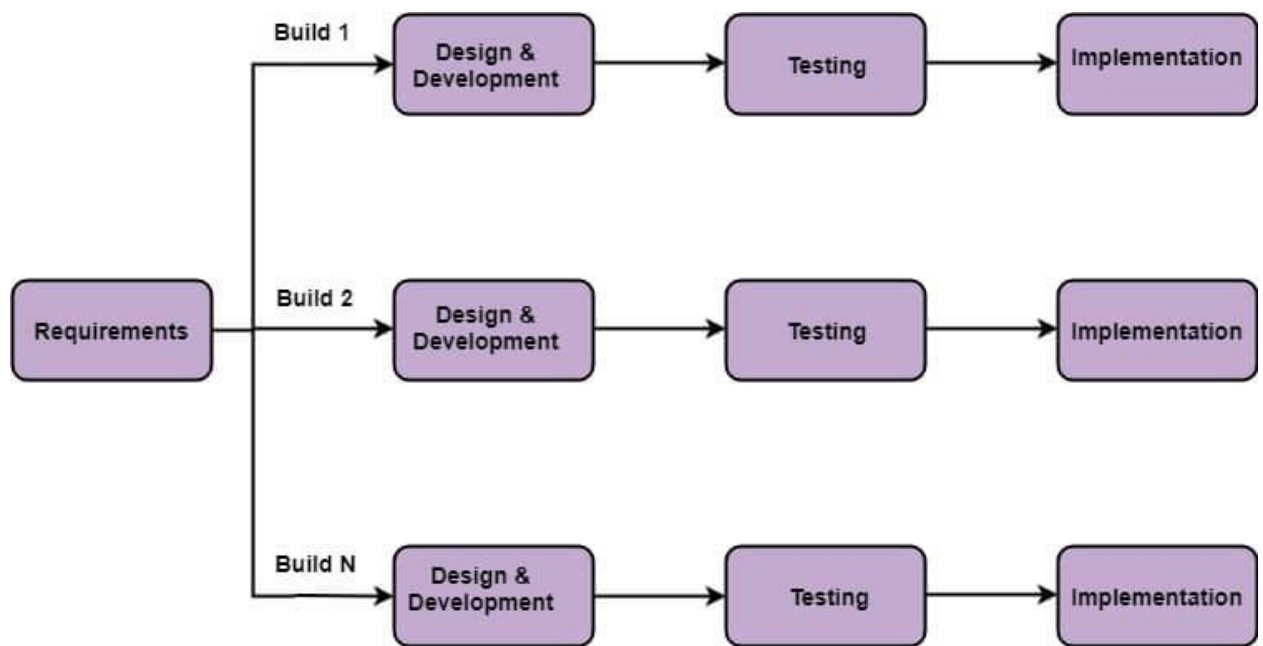 Build 1
Design &
Development
Testing
Implementation
Requirements
Build 2
Design &
Development
Testing
Implementation
Build N
Design &
Development
Testing
Implementation